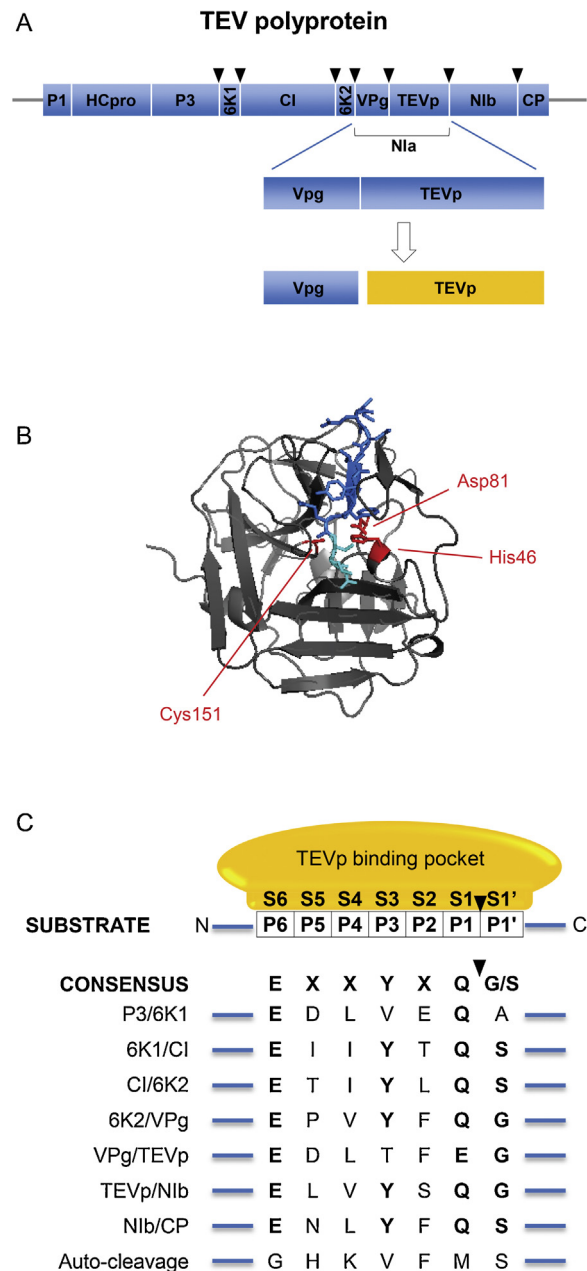 A
TEV polyprotein
P1 HCpro P3 6K1 CI 6K2 VPg TEVp NIb CP
NIa
Vpg TEVp
Vpg TEVp
B
Asp81
His46
Cys151
C
TEVp binding pocket
S6 S5 S4 S3 S2 S1 S1’
SUBSTRATE N P6 P5 P4 P3 P2 P1 P1' C
CONSENSUS E X X Y X Q G/S
P3/6K1 E D L V E Q A
6K1/CI E I I Y T Q S
CI/6K2 E T I Y L Q S
6K2/VPg E P V Y F Q G
VPg/TEVp E D L T F E G
TEVp/NIb E L V Y S Q G
NIb/CP E N L Y F Q S
Auto-cleavage G H K V F M S